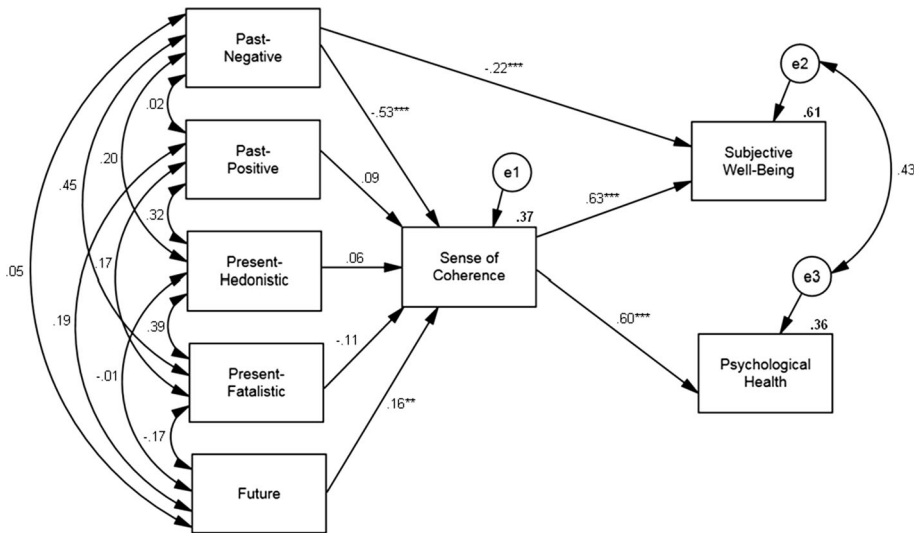 Past-
Negative
-.22***
e2
.02
-.53***
.61
Past-
Positive
Subjective
Well-Being
.20
.43
.45
.09
e1
.63***
.32
.37
.17
Present-
Hedonistic
.06
Sense of
Coherence
.05
e3
.19
.39
-.11
.60***
.36
-.01
Present-
Fatalistic
Psychological
Health
.16**
-.17
Future